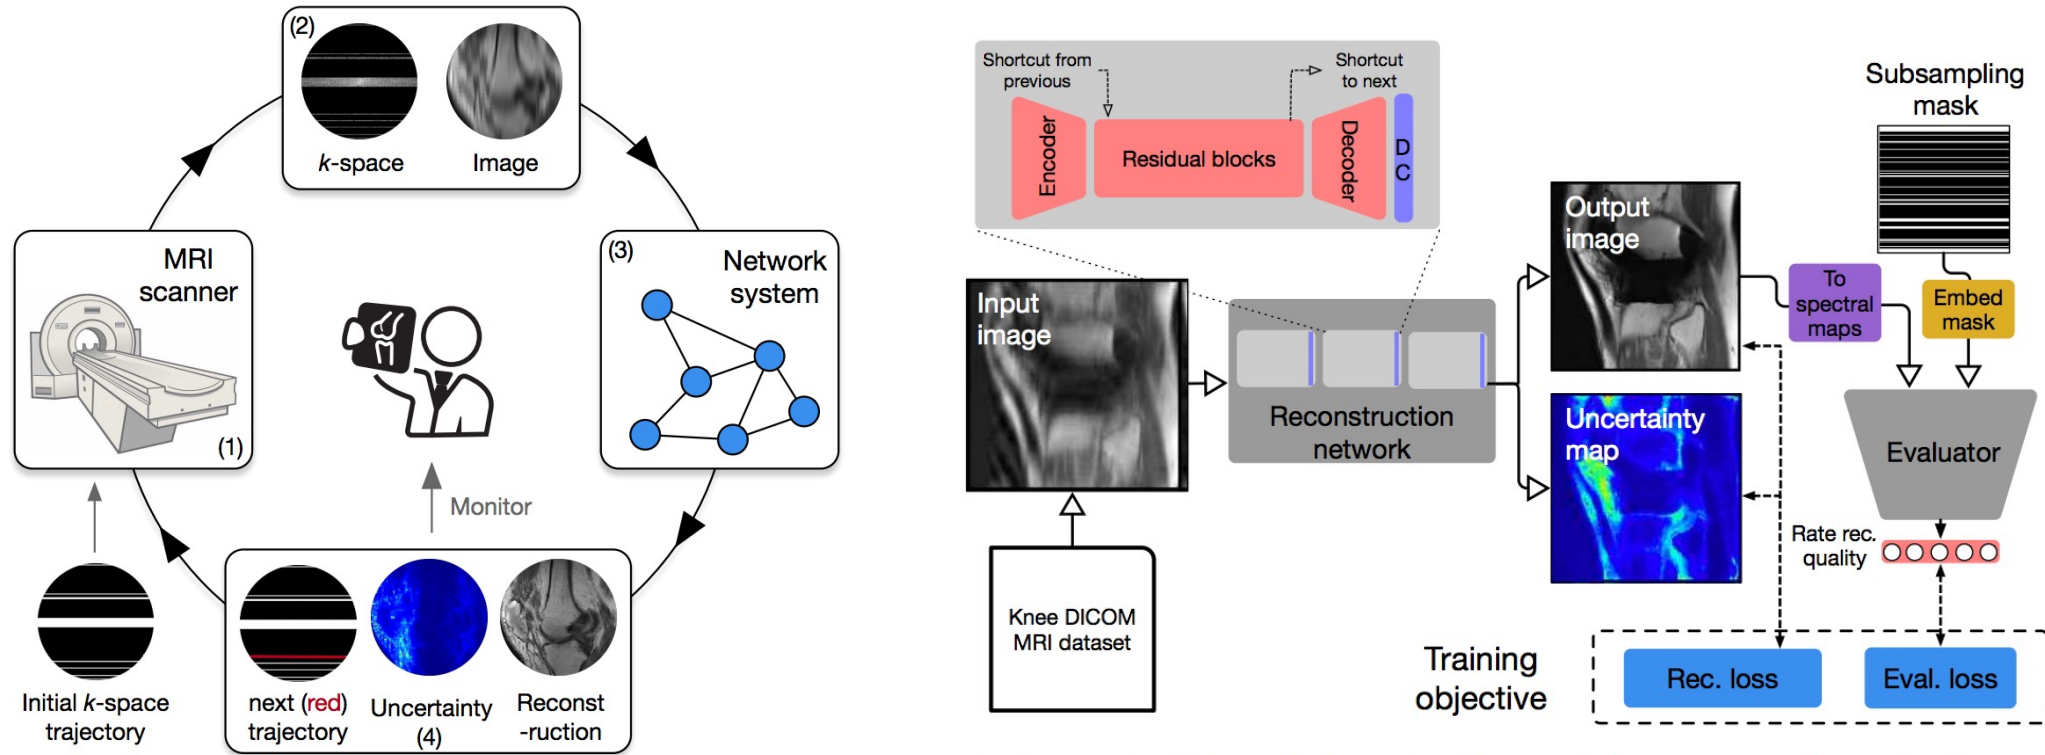 (2)
k-space
Image
MRI
scanner
(1)
(3)
Network
system
Monitor
Initial k-space
trajectory
next (red)
trajectory
Uncertainty
(4)
Reconst
-ruction
Shortcut from
previous
Shortcut
to next
Encoder
Residual blocks
Decoder
D
C
Input
image
Reconstruction
network
Knee DICOM
MRI dataset
Output
image
Uncertainty
map
To
spectral
maps
Subsampling
mask
Embed
mask
Evaluator
Rate rec.
quality
Training
objective
Rec. loss
Eval. loss